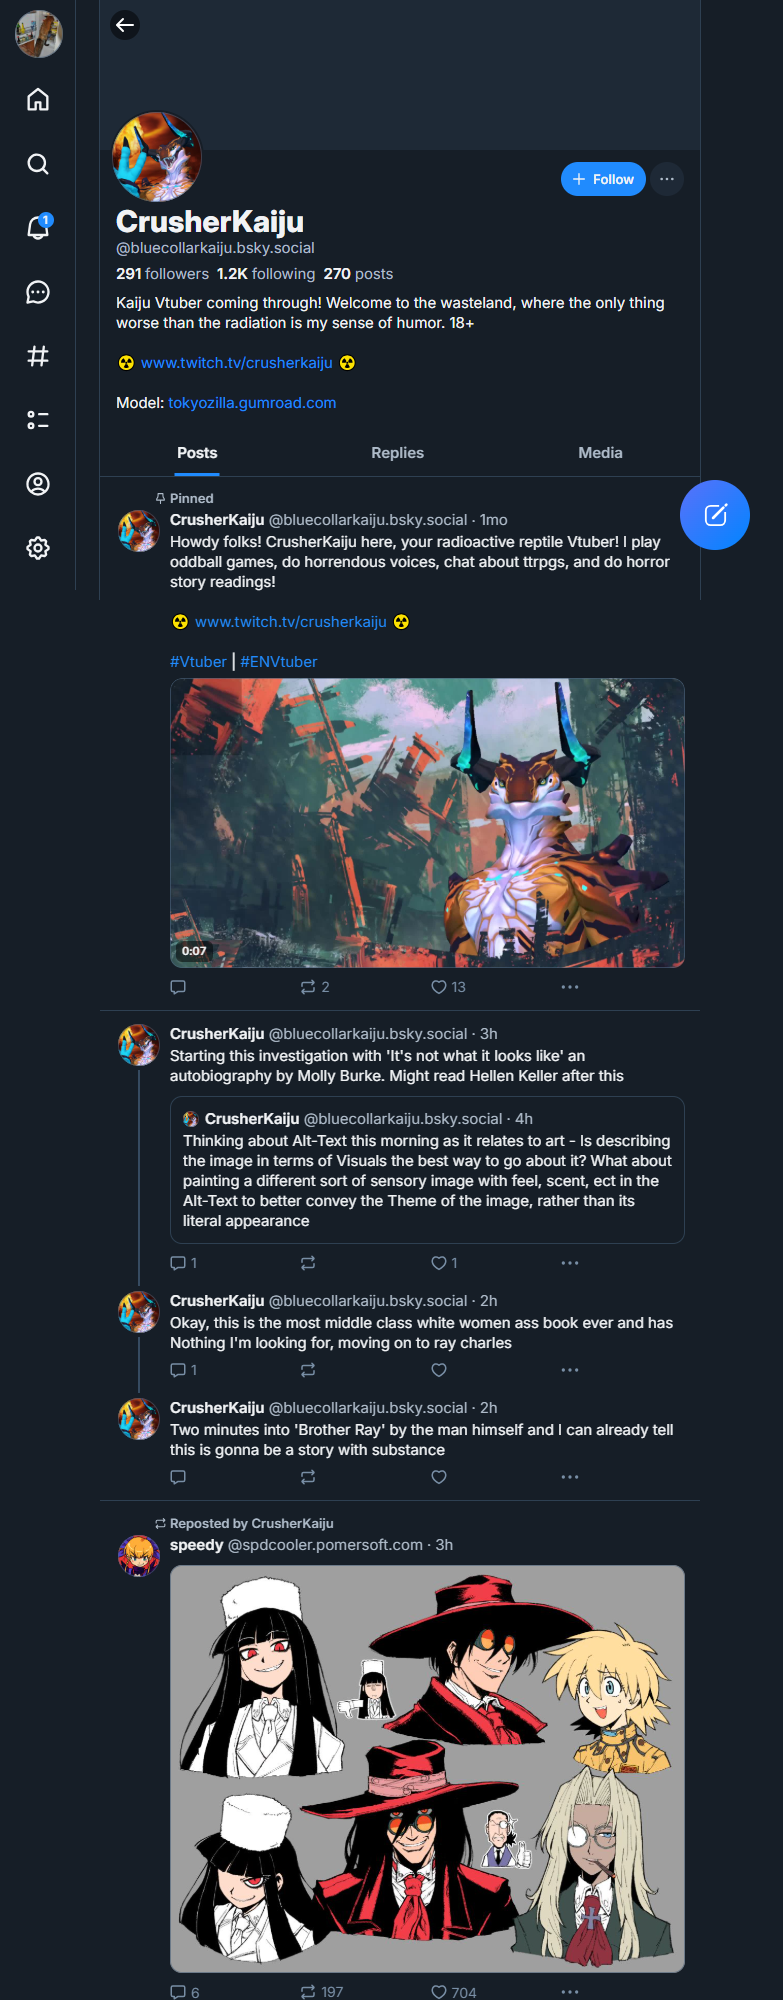 1
Follow
CrusherKaiju
@bluecollarkaiju.bsky.social
291 followers 1.2K following 270 posts
Kaiju Vtuber coming through! Welcome to the wasteland, where the only thing
worse than the radiation is my sense of humor. 18+
☢️ www.twitch.tv/crusherkaiju ☢️
Model: tokyozilla.gumroad.com
Posts Replies Media
Pinned
CrusherKaiju @bluecollarkaiju.bsky.social · 1mo
Howdy folks! CrusherKaiju here, your radioactive reptile Vtuber! I play
oddball games, do horrendous voices, chat about ttrpgs, and do horror
story readings!
☢️ www.twitch.tv/crusherkaiju ☢️
#Vtuber | #ENVtuber
0:07
2 13
CrusherKaiju @bluecollarkaiju.bsky.social · 3h
Starting this investigation with 'It's not what it looks like' an
autobiography by Molly Burke. Might read Hellen Keller after this
CrusherKaiju @bluecollarkaiju.bsky.social · 4h
Thinking about Alt-Text this morning as it relates to art - Is describing
the image in terms of Visuals the best way to go about it? What about
painting a different sort of sensory image with feel, scent, ect in the
Alt-Text to better convey the Theme of the image, rather than its
literal appearance
1 1
CrusherKaiju @bluecollarkaiju.bsky.social · 2h
Okay, this is the most middle class white women ass book ever and has
Nothing I'm looking for, moving on to ray charles
1
CrusherKaiju @bluecollarkaiju.bsky.social · 2h
Two minutes into 'Brother Ray' by the man himself and I can already tell
this is gonna be a story with substance
Reposted by CrusherKaiju
speedy @spdcooler.pomersoft.com · 3h
6 197 704